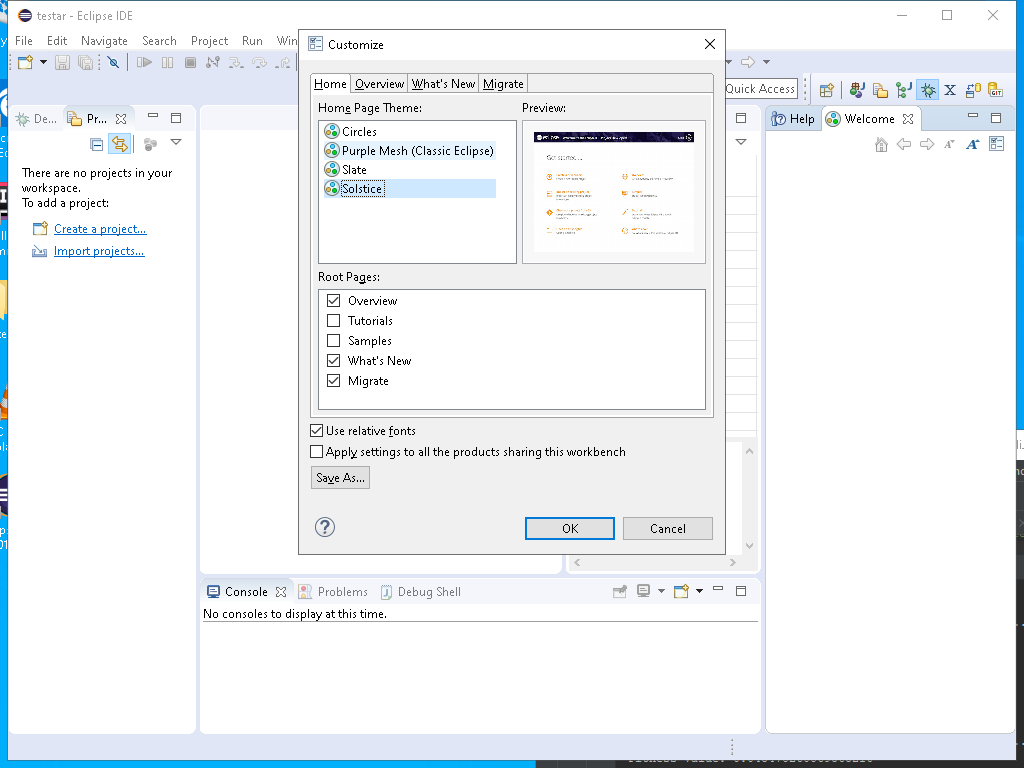 testar - Eclipse IDE
File Edit Navigate Search Project Run Win
Customize
Quick Access
Home Overview What's New Migrate
De... Pr...
Help Welcome
Home Page Theme:
Preview:
Circles
Purple Mesh (Classic Eclipse)
Slate
Solstice
There are no projects in your
workspace.
To add a project:
Create a project...
Import projects...
Root Pages:
Overview
Tutorials
Samples
What's New
Migrate
Use relative fonts
Apply settings to all the products sharing this workbench
Save As...
OK Cancel
Console Problems Debug Shell
No consoles to display at this time.